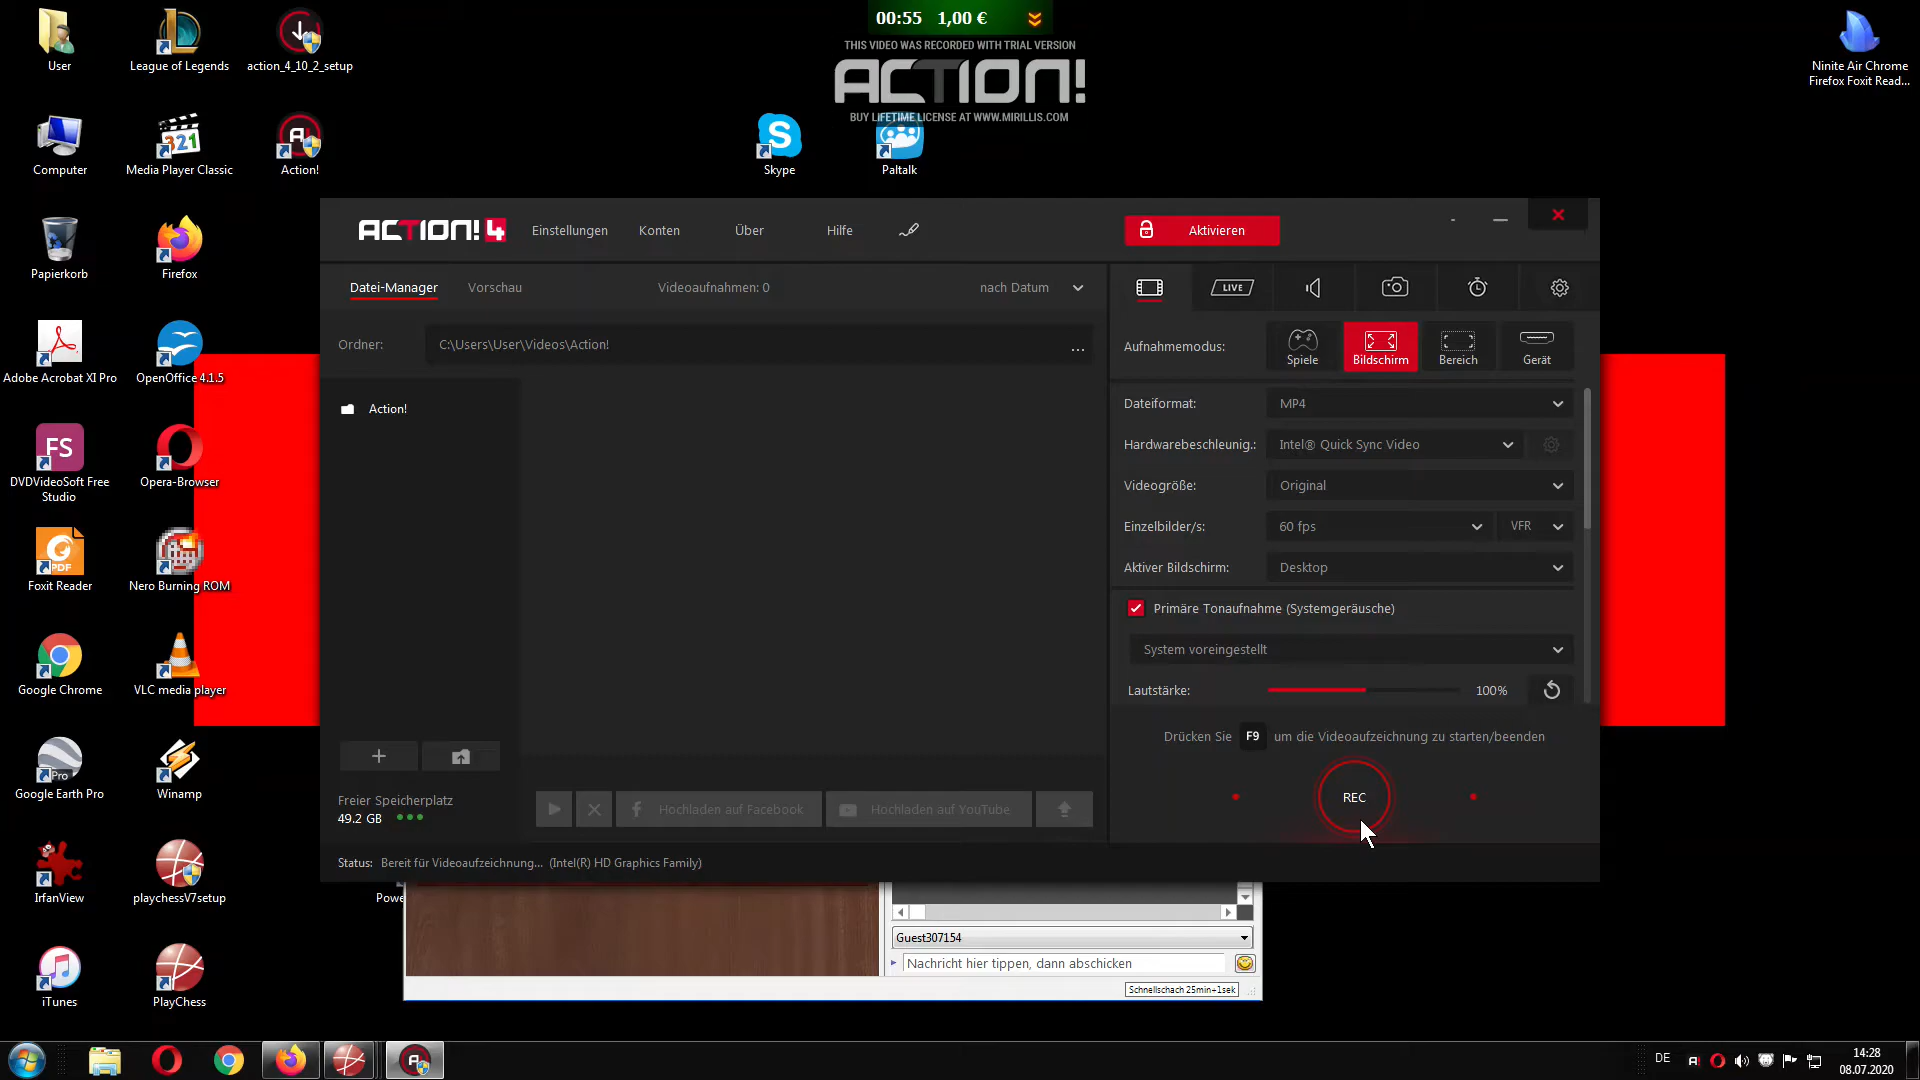 00:55 1,00 €
THIS VIDEO WAS RECORDED WITH TRIAL VERSION
ACTION!
BUY LIFETIME LICENSE AT WWW.MIRILLIS.COM
User
League of Legends
action_4_10_2_setup
Ninite Air Chrome
Firefox Foxit Read...
Computer
Media Player Classic
321
Action!
Skype
Paltalk
Papierkorb
Firefox
Adobe Acrobat XI Pro
OpenOffice 4.1.5
FS
DVDVideoSoft Free
Studio
Opera-Browser
PDF
Foxit Reader
Nero Burning ROM
Google Chrome
VLC media player
Pro
Google Earth Pro
Winamp
IrfanView
playchessV7setup
Powe
iTunes
PlayChess
ACTION! 4
Einstellungen
Konten
Über
Hilfe
Aktivieren
Datei-Manager
Vorschau
Videoaufnahmen: 0
nach Datum
LIVE
Ordner:
C:\Users\User\Videos\Action!
...
Action!
Aufnahmemodus:
Spiele
Bildschirm
Bereich
Gerät
Dateiformat:
MP4
Hardwarebeschleunig.:
Intel® Quick Sync Video
Videogröße:
Original
Einzelbilder/s:
60 fps
VFR
Aktiver Bildschirm:
Desktop
Primäre Tonaufnahme (Systemgeräusche)
System voreingestellt
Lautstärke:
100%
Drücken Sie F9 um die Videoaufzeichnung zu starten/beenden
REC
Freier Speicherplatz
49.2 GB
Hochladen auf Facebook
Hochladen auf YouTube
Status: Bereit für Videoaufzeichnung... (Intel(R) HD Graphics Family)
Guest307154
Nachricht hier tippen, dann abschicken
Schnellschach 25min+1sek
DE
14:28
08.07.2020